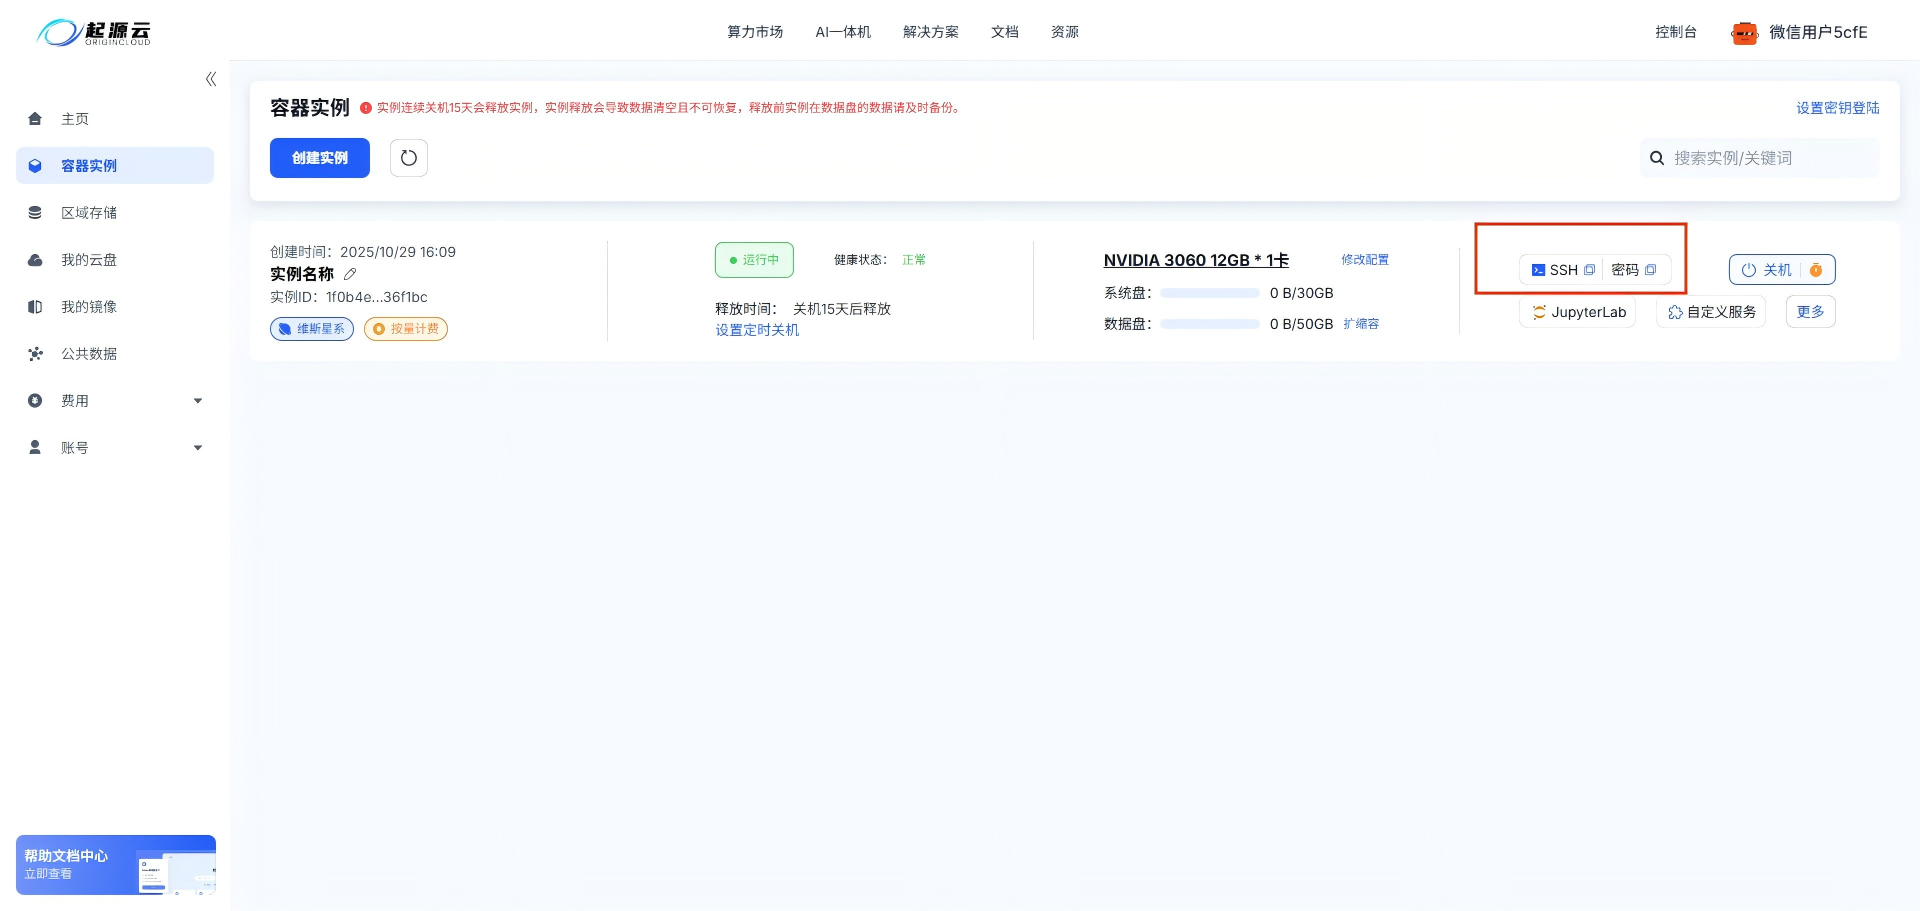 起源云
ORIGINCLOUD
算力市场
AI一体机
解决方案
文档
资源
控制台
微信用户5cfE
主页
容器实例
区域存储
我的云盘
我的镜像
公共数据
费用
账号
帮助文档中心
立即查看
容器实例
实例连续关机15天会释放实例，实例释放会导致数据清空且不可恢复，释放前实例在数据盘的数据请及时备份。
设置密钥登陆
创建实例
搜索实例/关键词
创建时间：2025/10/29 16:09
实例名称
实例ID：1f0b4e...36f1bc
维斯星系
按量计费
运行中
健康状态：
正常
释放时间：
关机15天后释放
设置定时关机
NVIDIA 3060 12GB * 1卡
修改配置
系统盘：
0 B/30GB
数据盘：
0 B/50GB
扩缩容
SSH
密码
关机
JupyterLab
自定义服务
更多